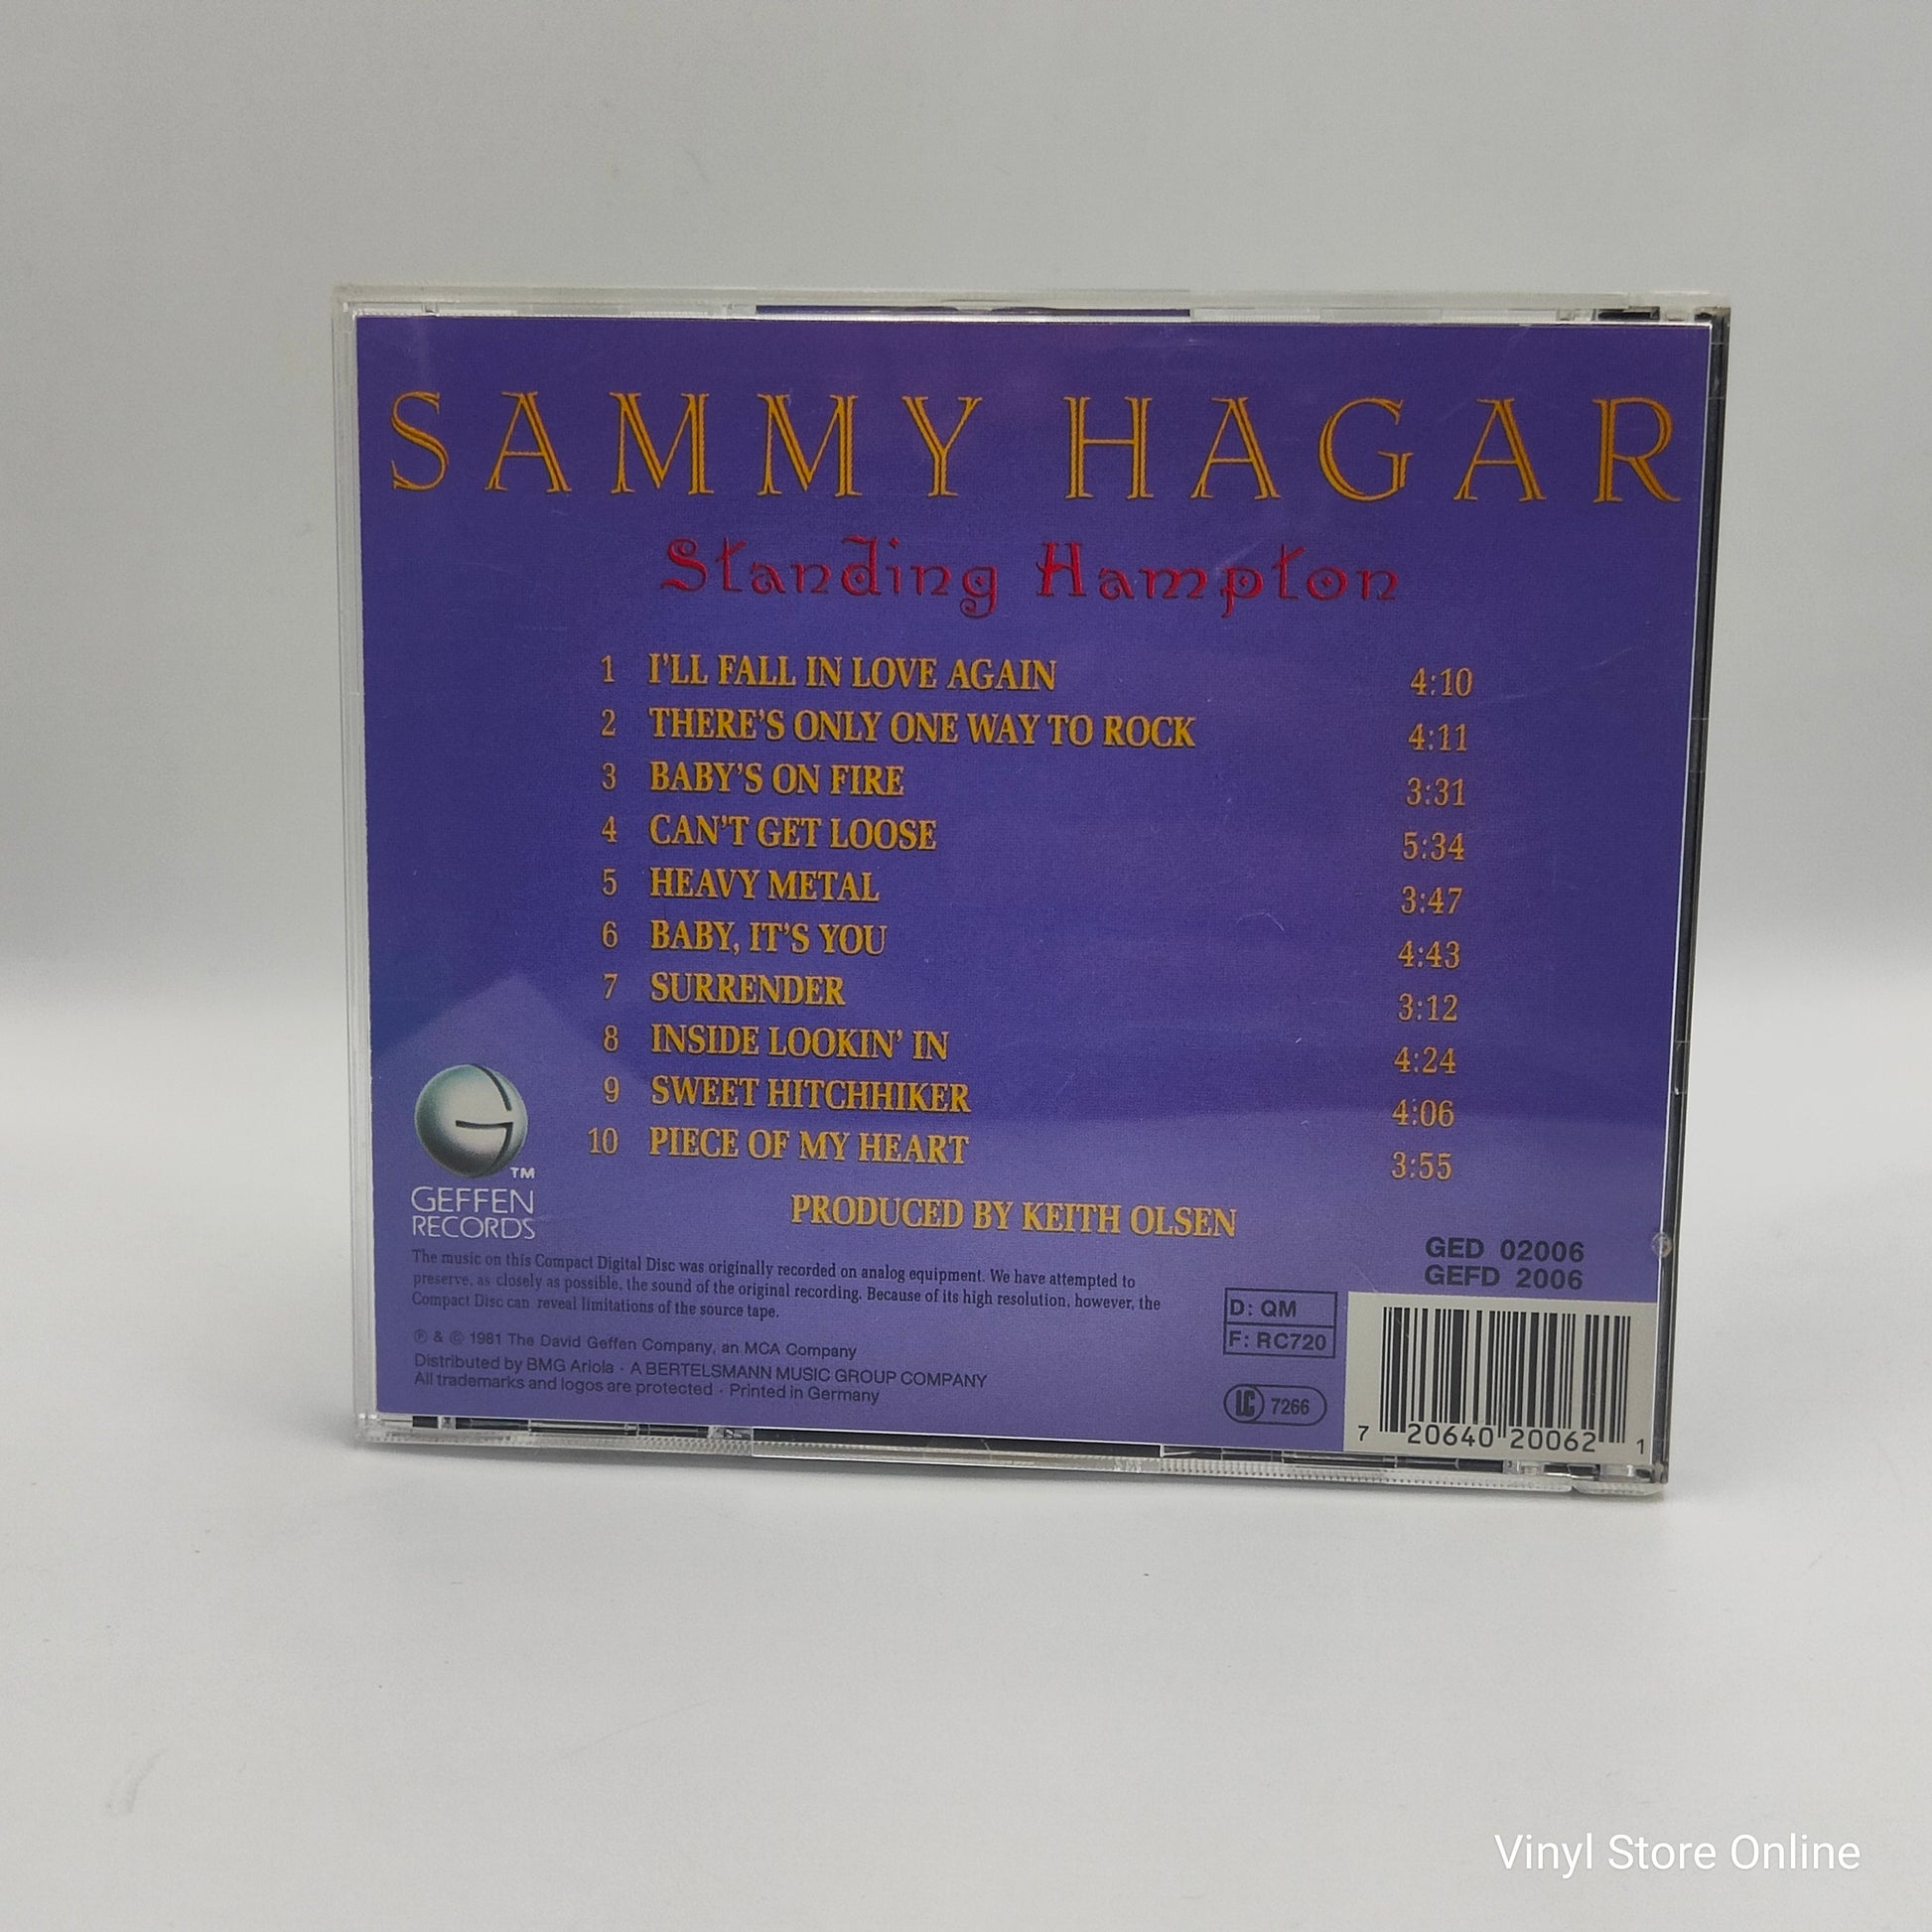 SAMMY HAGAR
Standing Hampton
1 I'LL FALL IN LOVE AGAIN 4:10
2 THERE'S ONLY ONE WAY TO ROCK 4:11
3 BABY'S ON FIRE 3:31
4 CAN'T GET LOOSE 5:34
5 HEAVY METAL 3:47
6 BABY, IT'S YOU 4:43
7 SURRENDER 3:12
8 INSIDE LOOKIN' IN 4:24
9 SWEET HITCHHIKER 4:06
10 PIECE OF MY HEART 3:55
PRODUCED BY KEITH OLSEN
G TM
GEFFEN
RECORDS
The music on this Compact Digital Disc was originally recorded on analog equipment. We have attempted to
preserve, as closely as possible, the sound of the original recording. Because of its high resolution, however, the
Compact Disc can reveal limitations of the source tape.
℗ & © 1981 The David Geffen Company, an MCA Company
Distributed by BMG Ariola · A BERTELSMANN MUSIC GROUP COMPANY
All trademarks and logos are protected · Printed in Germany
GED 02006
GEFD 2006
D: QM
F: RC720
LC 7266
7 20640 20062 1
Vinyl Store Online